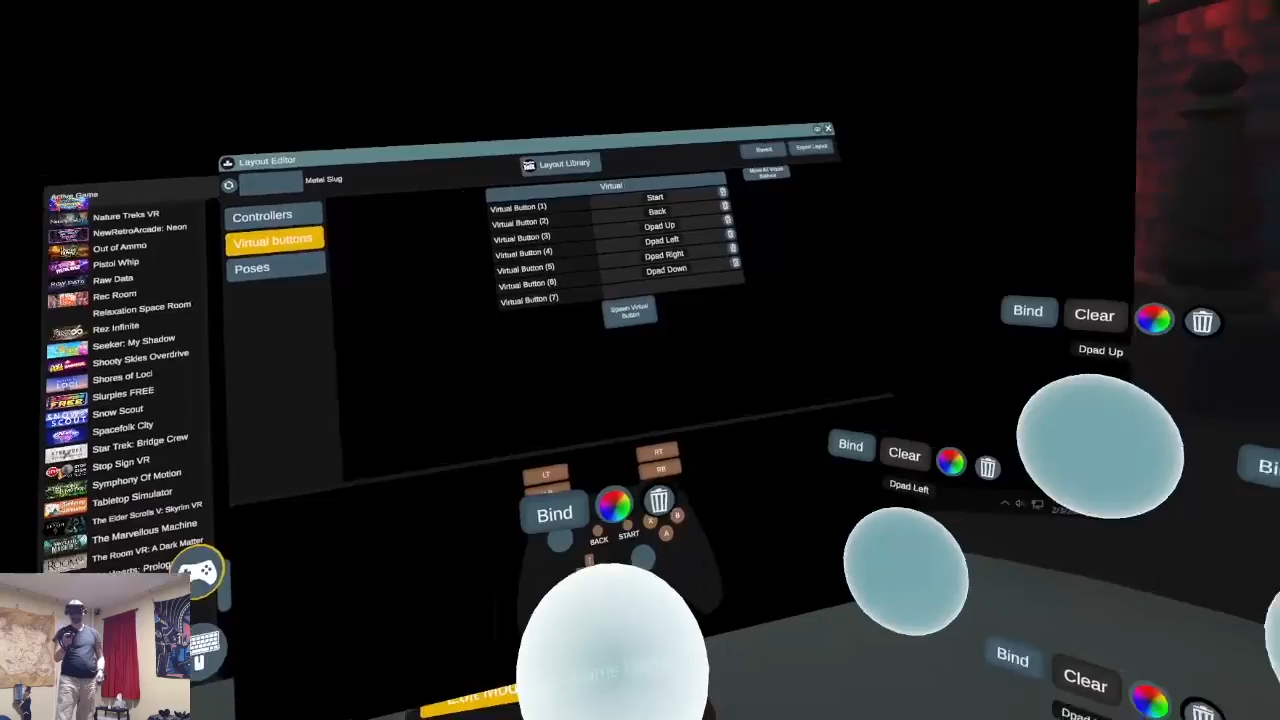 Layout Editor
Metal Slug
Layout Library
Revert
Export Layout
Controllers
Virtual buttons
Poses
Virtual
Virtual Button (1)
Start
Virtual Button (2)
Back
Virtual Button (3)
Dpad Up
Virtual Button (4)
Dpad Left
Virtual Button (5)
Dpad Right
Virtual Button (6)
Dpad Down
Virtual Button (7)
Spawn Virtual
Button
Active Game
Nature Treks VR
NewRetroArcade: Neon
Out of Ammo
Pistol Whip
Raw Data
Rec Room
Relaxation Space Room
Rez Infinite
Seeker: My Shadow
Shooty Skies Overdrive
Shores of Loci
Slurpies FREE
Snow Scout
Spacefolk City
Star Trek: Bridge Crew
Stop Sign VR
Symphony Of Motion
Tabletop Simulator
The Elder Scrolls V: Skyrim VR
The Marvellous Machine
The Room VR: A Dark Matter
LT
RT
RB
Bind
X
B
A
BACK
START
Bind
Clear
Dpad Up
Bind
Clear
Dpad Left
Bind
Clear